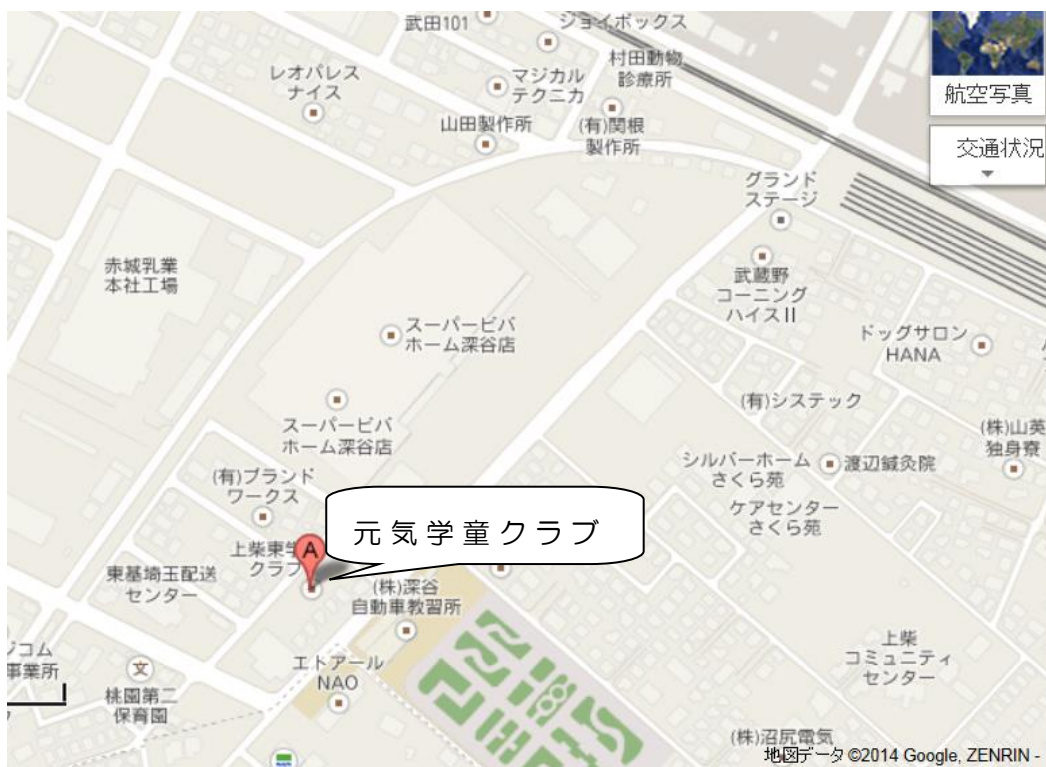 武田101
ジョイボックス
村田動物
診療所
レオパレス
ナイス
マジカル
テクニカ
山田製作所
(有)関根
製作所
航空写真
交通状況
グランド
ステージ
赤城乳業
本社工場
武蔵野
コーニング
ハイスⅡ
スーパービバ
ホーム深谷店
ドッグサロン
HANA
スーパービバ
ホーム深谷店
(有)システック
(株)山英
独身寮
(有)ブランド
ワークス
シルバーホーム
さくら苑
渡辺鍼灸院
ケアセンター
さくら苑
元気学童クラブ
上柴東学
クラブ
A
東基埼玉配送
センター
(株)深谷
自動車教習所
上柴
コミュニティ
センター
ジコム
事業所
文
桃園第二
保育園
エトアール
NAO
(株)沼尻電気
地図データ ©2014 Google, ZENRIN -